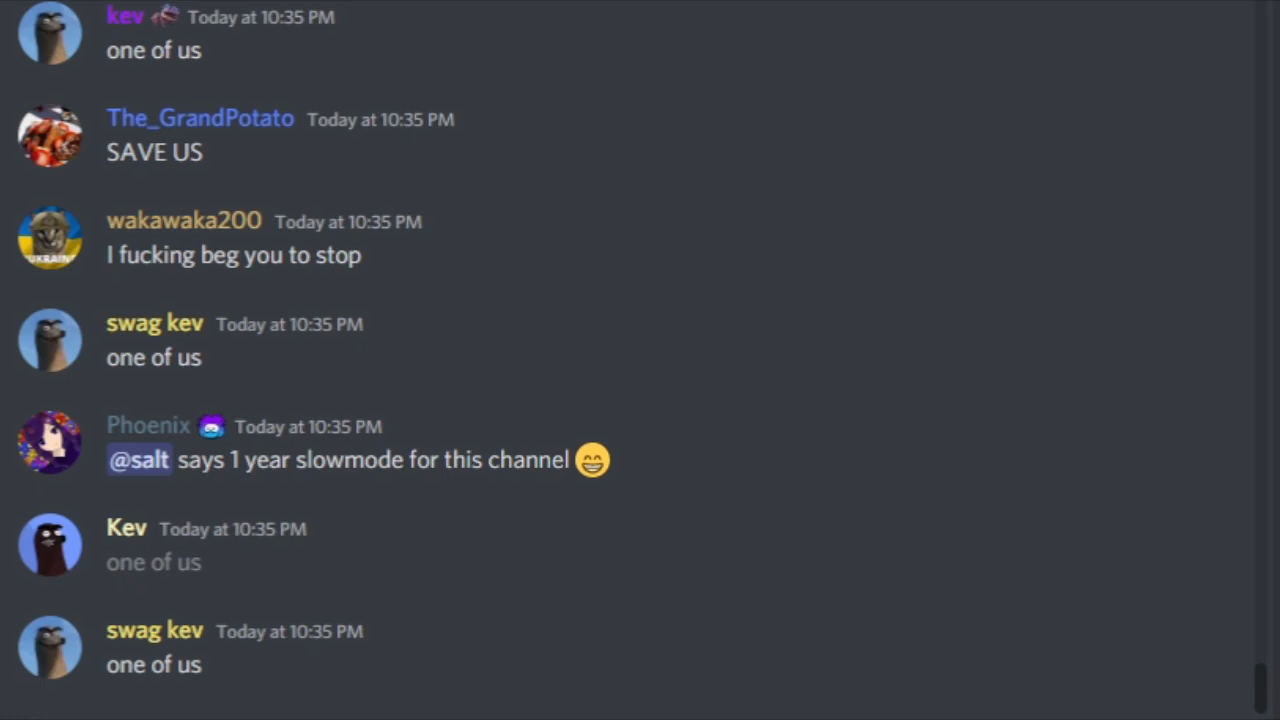 kev Today at 10:35 PM
one of us
The_GrandPotato Today at 10:35 PM
SAVE US
wakawaka200 Today at 10:35 PM
UKRAINE
I fucking beg you to stop
swag kev Today at 10:35 PM
one of us
Phoenix Today at 10:35 PM
@salt says 1 year slowmode for this channel 😁
Kev Today at 10:35 PM
one of us
swag kev Today at 10:35 PM
one of us